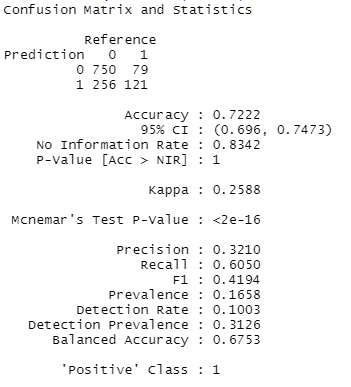 Confusion Matrix and Statistics
Reference
Prediction 0 1
0 750 79
1 256 121
Accuracy : 0.7222
95% CI : (0.696, 0.7473)
No Information Rate : 0.8342
P-Value [Acc > NIR] : 1
Kappa : 0.2588
Mcnemar's Test P-Value : <2e-16
Precision : 0.3210
Recall : 0.6050
F1 : 0.4194
Prevalence : 0.1658
Detection Rate : 0.1003
Detection Prevalence : 0.3126
Balanced Accuracy : 0.6753
'Positive' Class : 1